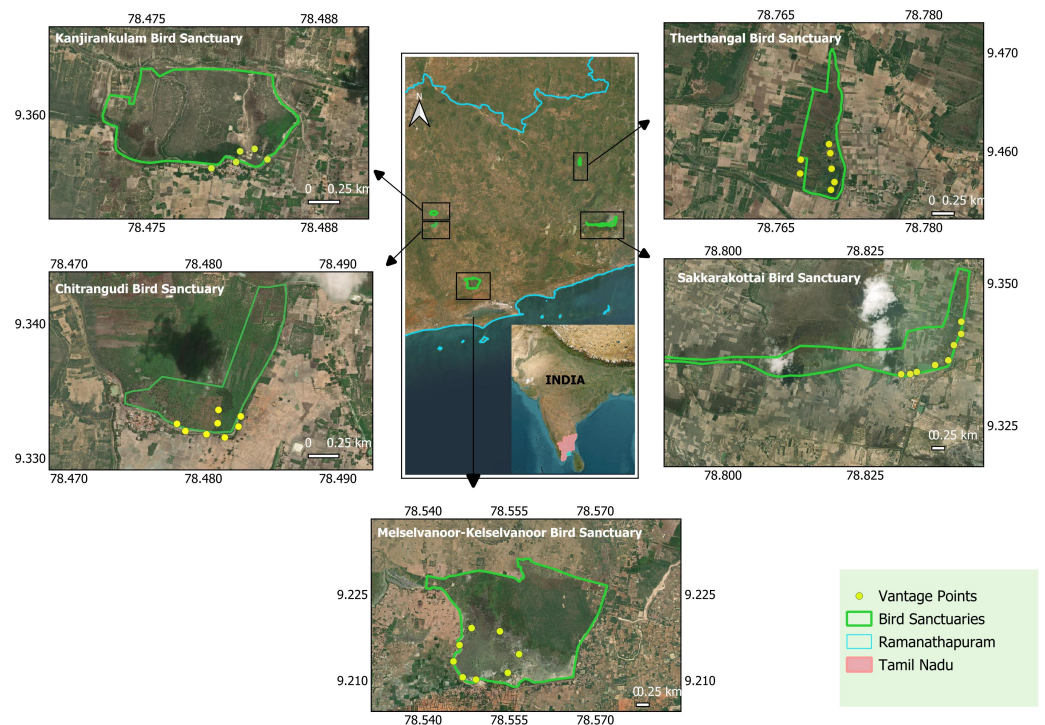 78.475 78.488
Kanjirankulam Bird Sanctuary
9.360
0 0.25 km
78.475 78.488
78.765 78.780
Therthangal Bird Sanctuary
9.470
9.460
0 0.25 km
78.765 78.780
N
78.470 78.480 78.490
Chitrangudi Bird Sanctuary
9.340
9.330
0 0.25 km
78.470 78.480 78.490
78.800 78.825
Sakkarakottai Bird Sanctuary
9.350
9.325
00.25 km
78.800 78.825
INDIA
78.540 78.555 78.570
Melselvanoor-Kelselvanoor Bird Sanctuary
9.225 9.225
9.210 9.210
00.25 km
78.540 78.555 78.570
Vantage Points
Bird Sanctuaries
Ramanathapuram
Tamil Nadu